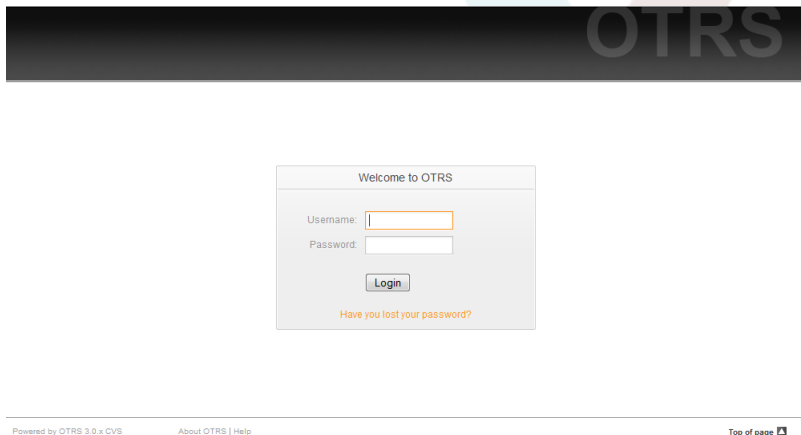 OTRS
Welcome to OTRS
Username:
Password:
Login
Have you lost your password?
Powered by OTRS 3.0.x CVS About OTRS | Help Top of page